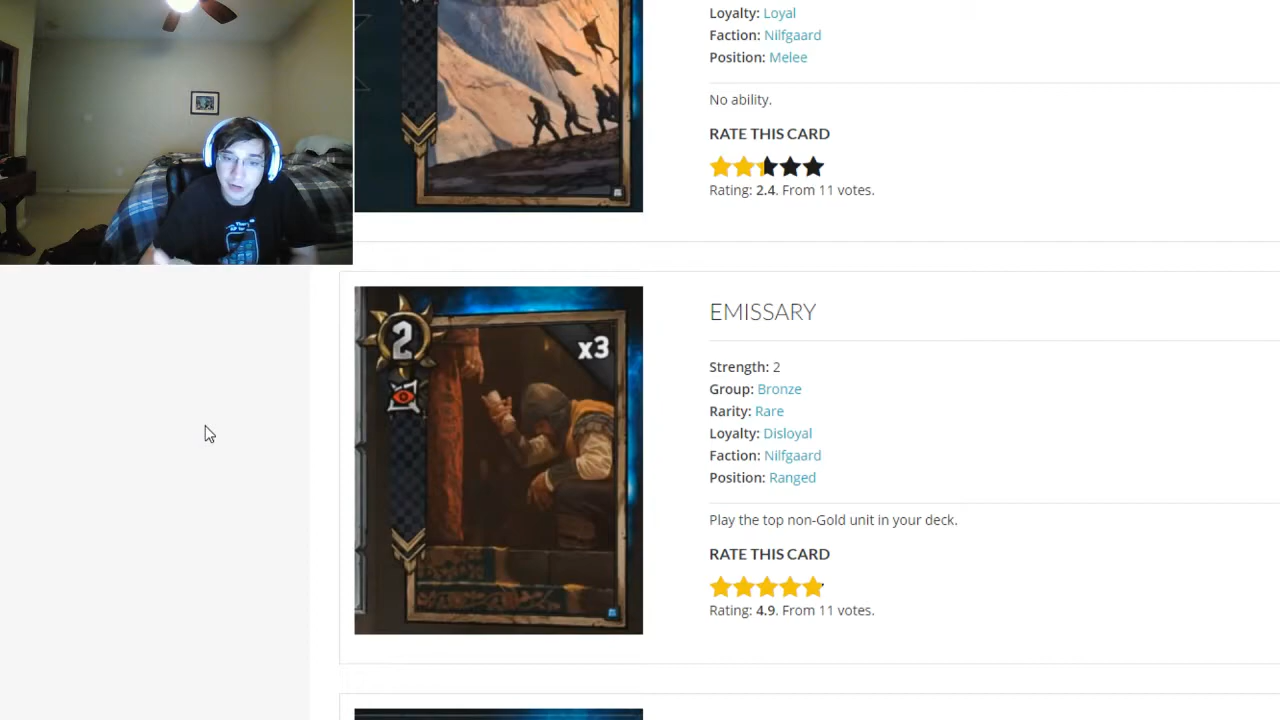 Loyalty: Loyal
Faction: Nilfgaard
Position: Melee
No ability.
RATE THIS CARD
Rating: 2.4. From 11 votes.
2
x3
EMISSARY
Strength: 2
Group: Bronze
Rarity: Rare
Loyalty: Disloyal
Faction: Nilfgaard
Position: Ranged
Play the top non-Gold unit in your deck.
RATE THIS CARD
Rating: 4.9. From 11 votes.